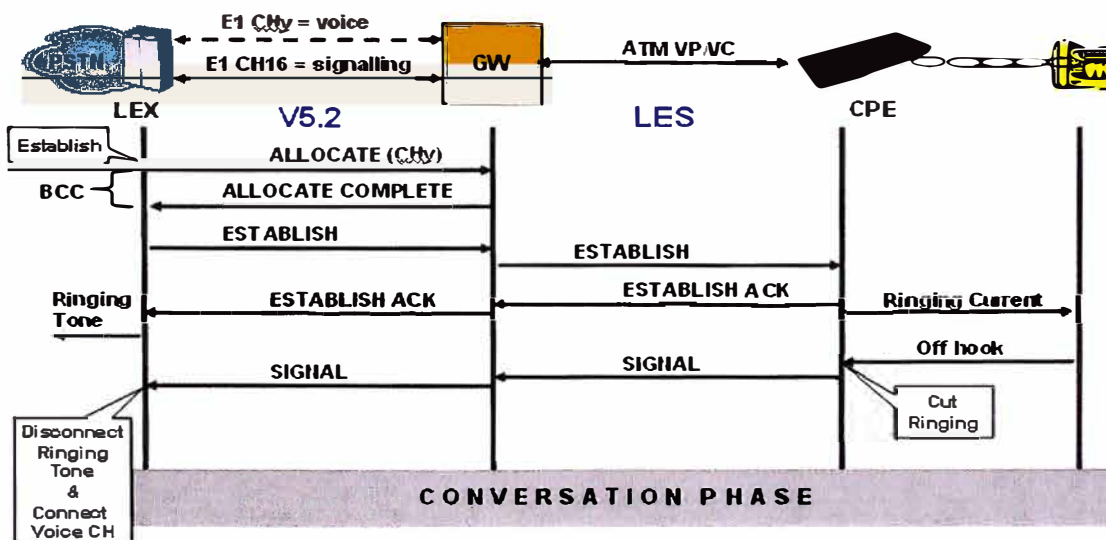 E1 CHy = voice
PSTN
E1 CH16 = signalling
GW
ATM VP/VC
LEX
V5.2
LES
CPE
Establish
ALLOCATE (CHy)
BCC
ALLOCATE COMPLETE
ESTABLISH
ESTABLISH
Ringing
Tone
ESTABLISH ACK
ESTABLISH ACK
Ringing Current
Off hook
SIGNAL
SIGNAL
Cut
Ringing
Disconnect
Ringing
Tone
&
Connect
Voice CH
CONVERSATION PHASE